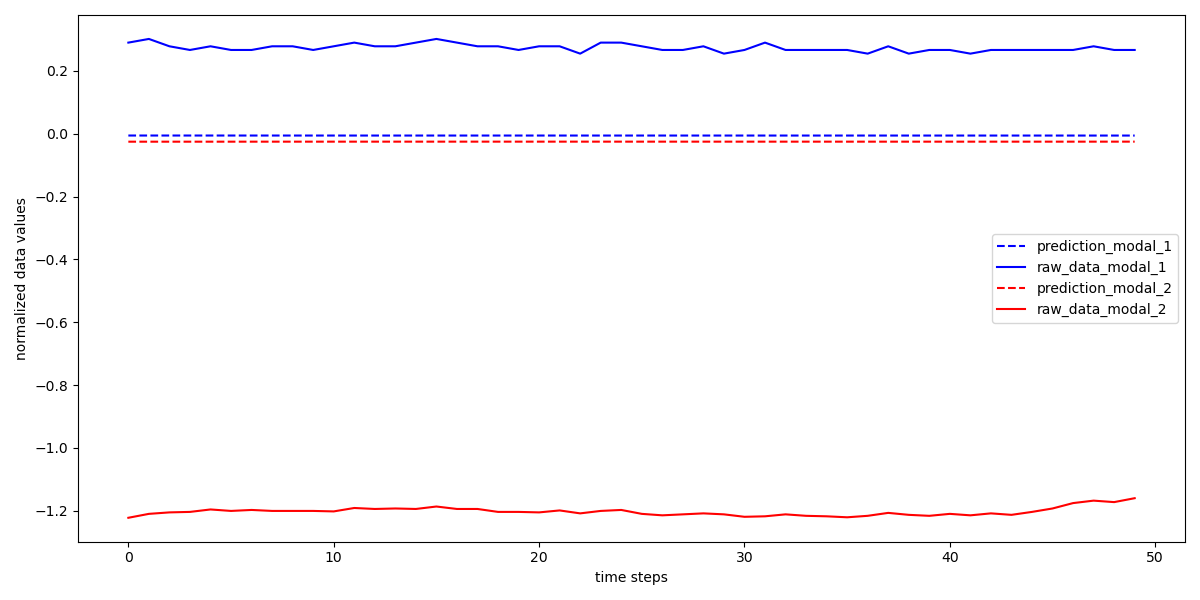 0.2
0.0
−0.2
−0.4
−0.6
−0.8
−1.0
−1.2
normalized data values
prediction_modal_1
raw_data_modal_1
prediction_modal_2
raw_data_modal_2
0 10 20 30 40 50
time steps